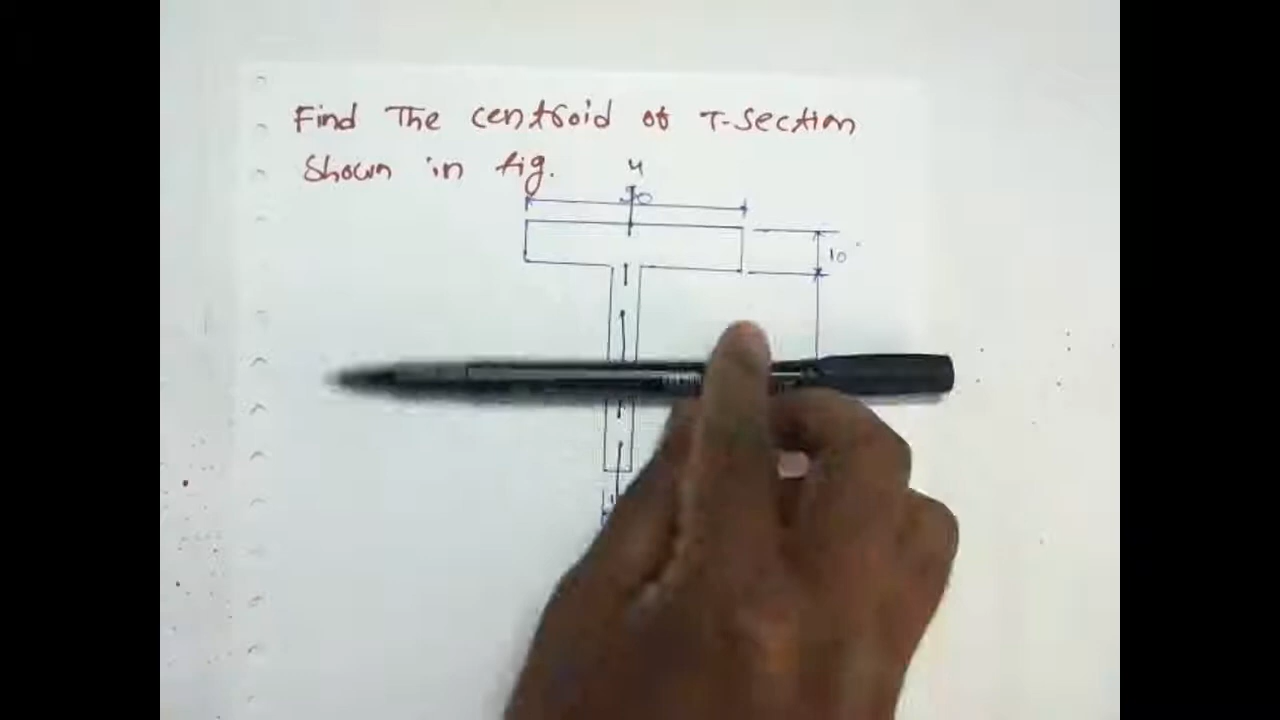 Find The centroid of T-section
Shown in fig.
y
10